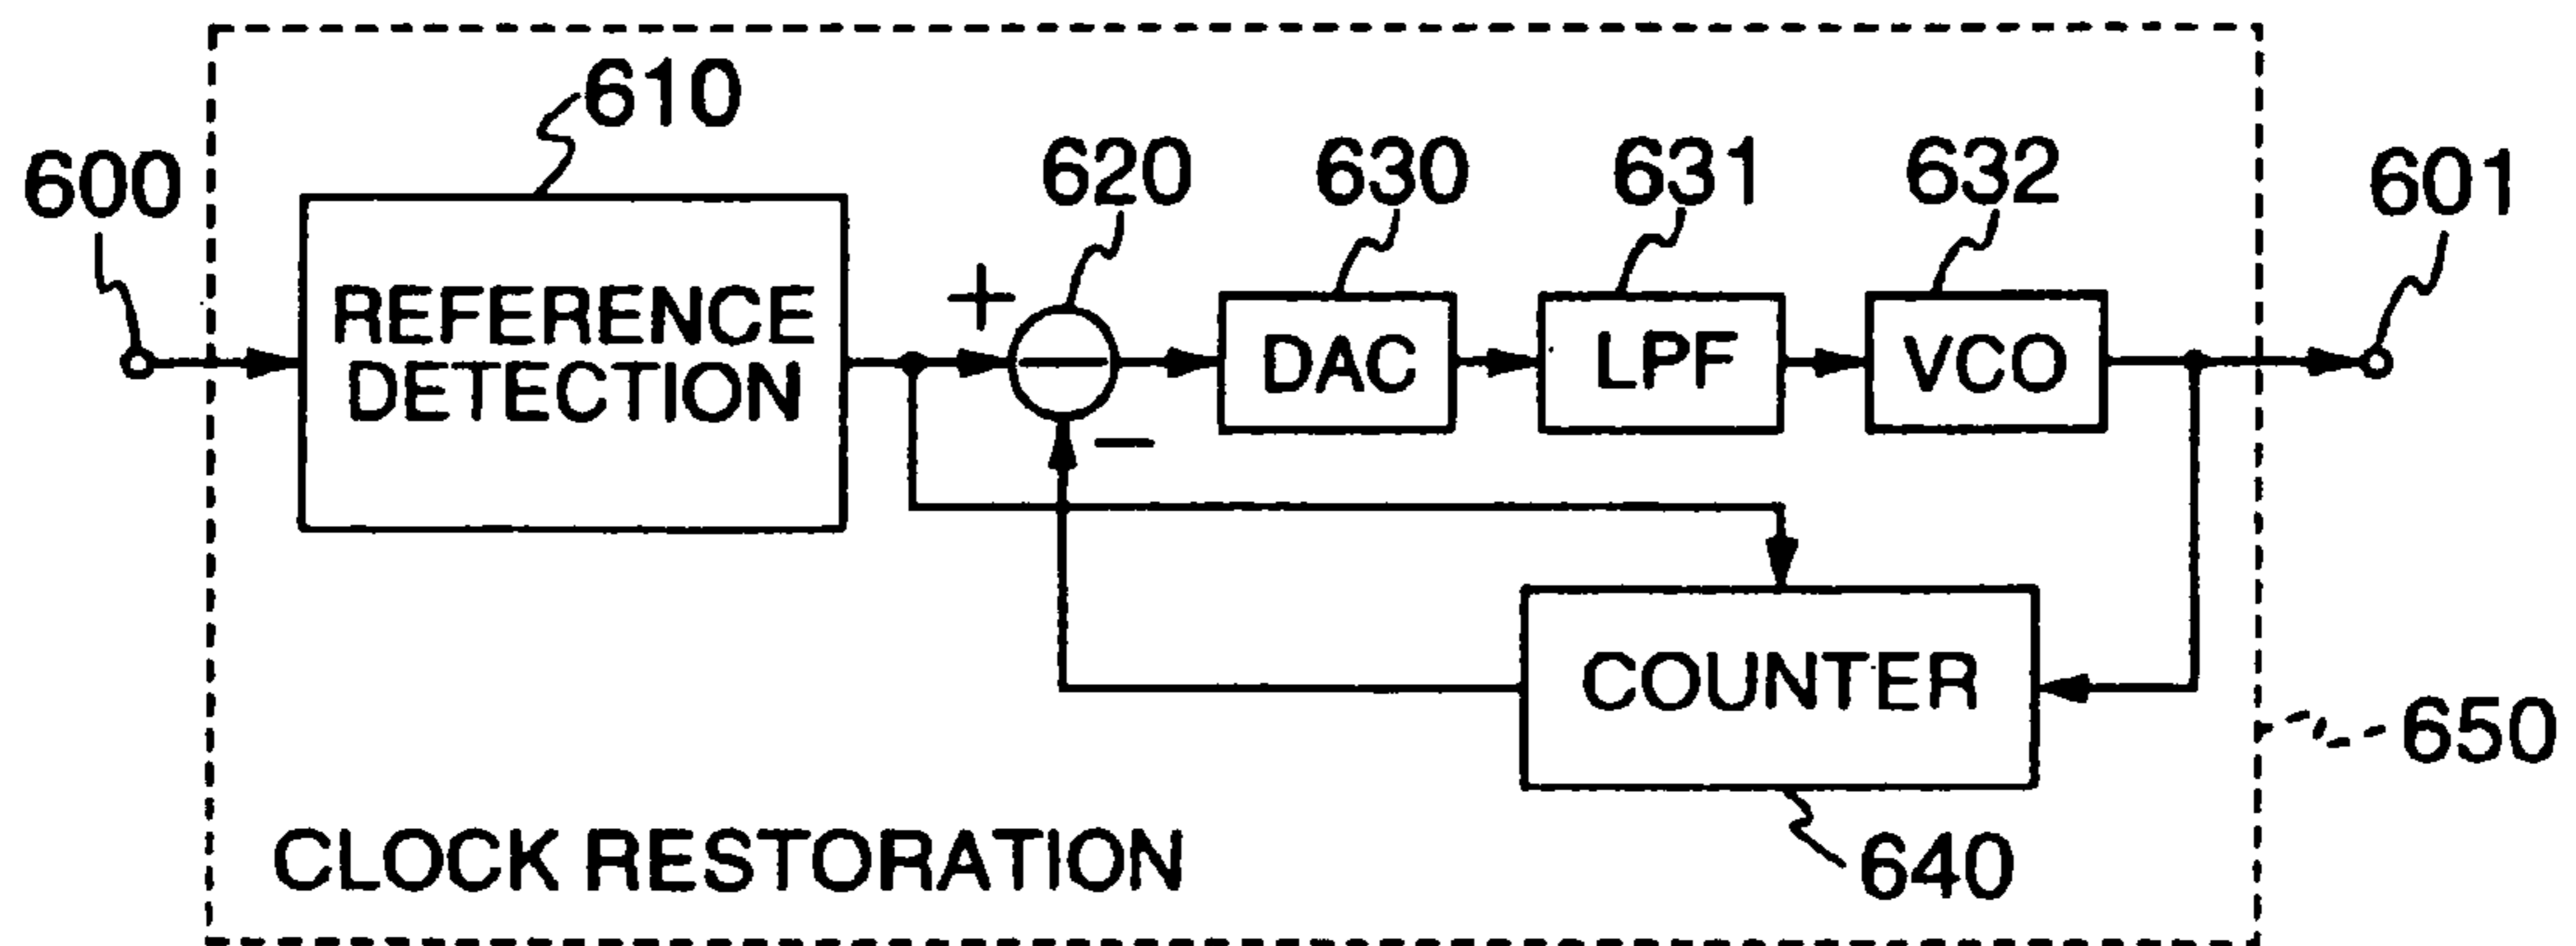 610
600
620
630
631
632
601
REFERENCE
DETECTION
+
−
DAC
LPF
VCO
−
COUNTER
650
640
CLOCK RESTORATION